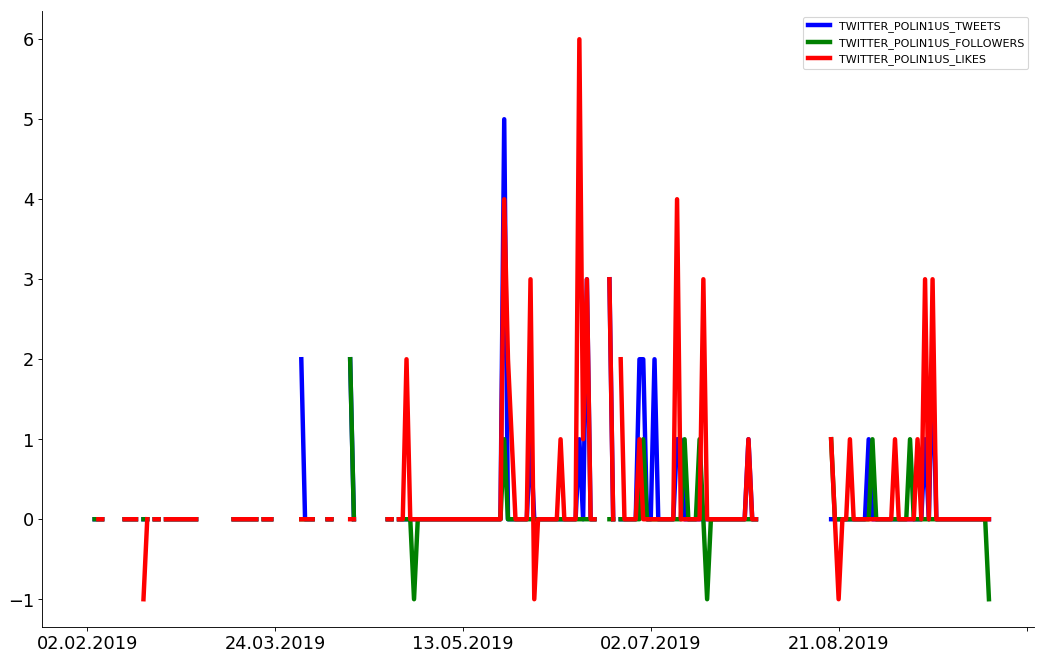 TWITTER_POLIN1US_TWEETS
TWITTER_POLIN1US_FOLLOWERS
TWITTER_POLIN1US_LIKES
6
5
4
3
2
1
0
−1
02.02.2019 24.03.2019 13.05.2019 02.07.2019 21.08.2019